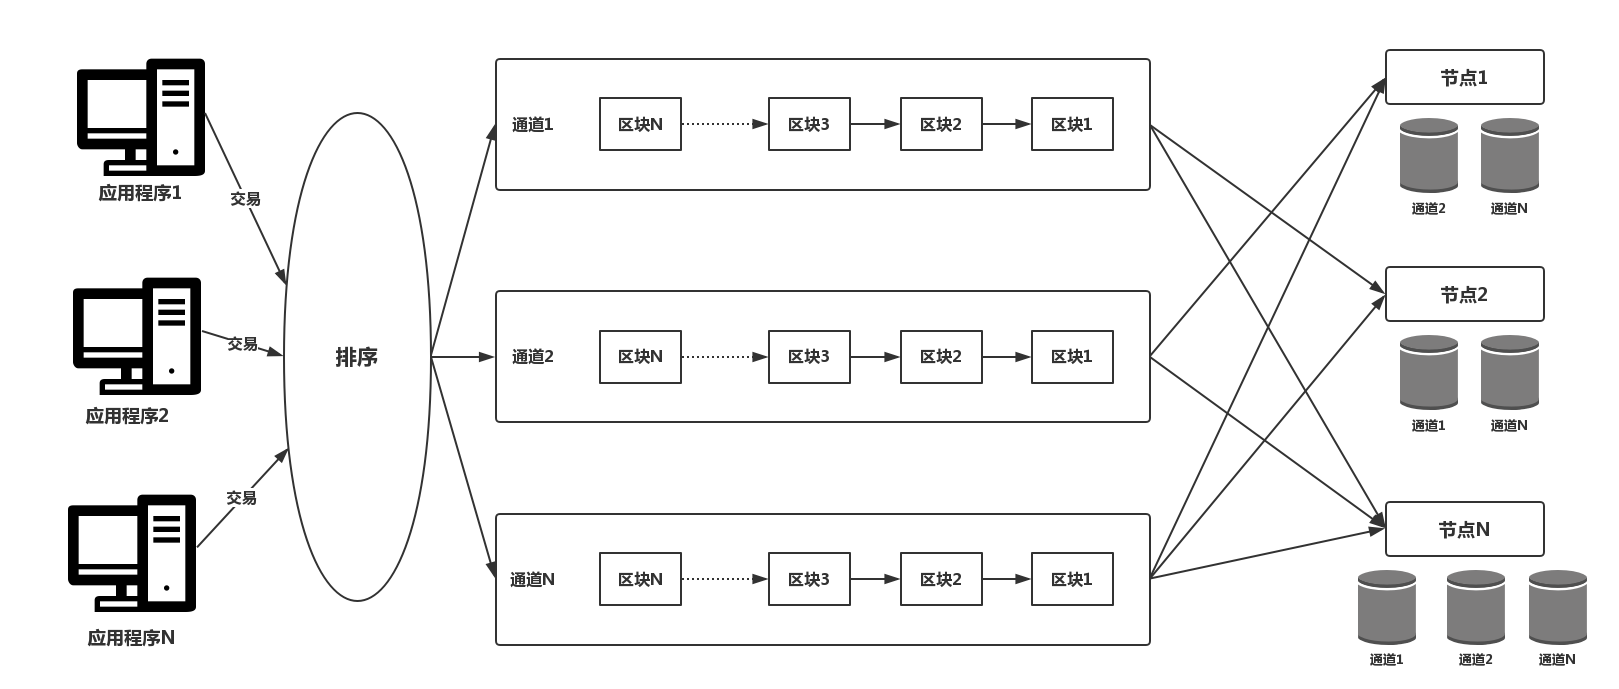 应用程序1
交易
应用程序2
交易
应用程序N
交易
排序
通道1
区块N
区块3
区块2
区块1
通道2
区块N
区块3
区块2
区块1
通道N
区块N
区块3
区块2
区块1
节点1
通道2
通道N
节点2
通道1
通道N
节点N
通道1
通道2
通道N